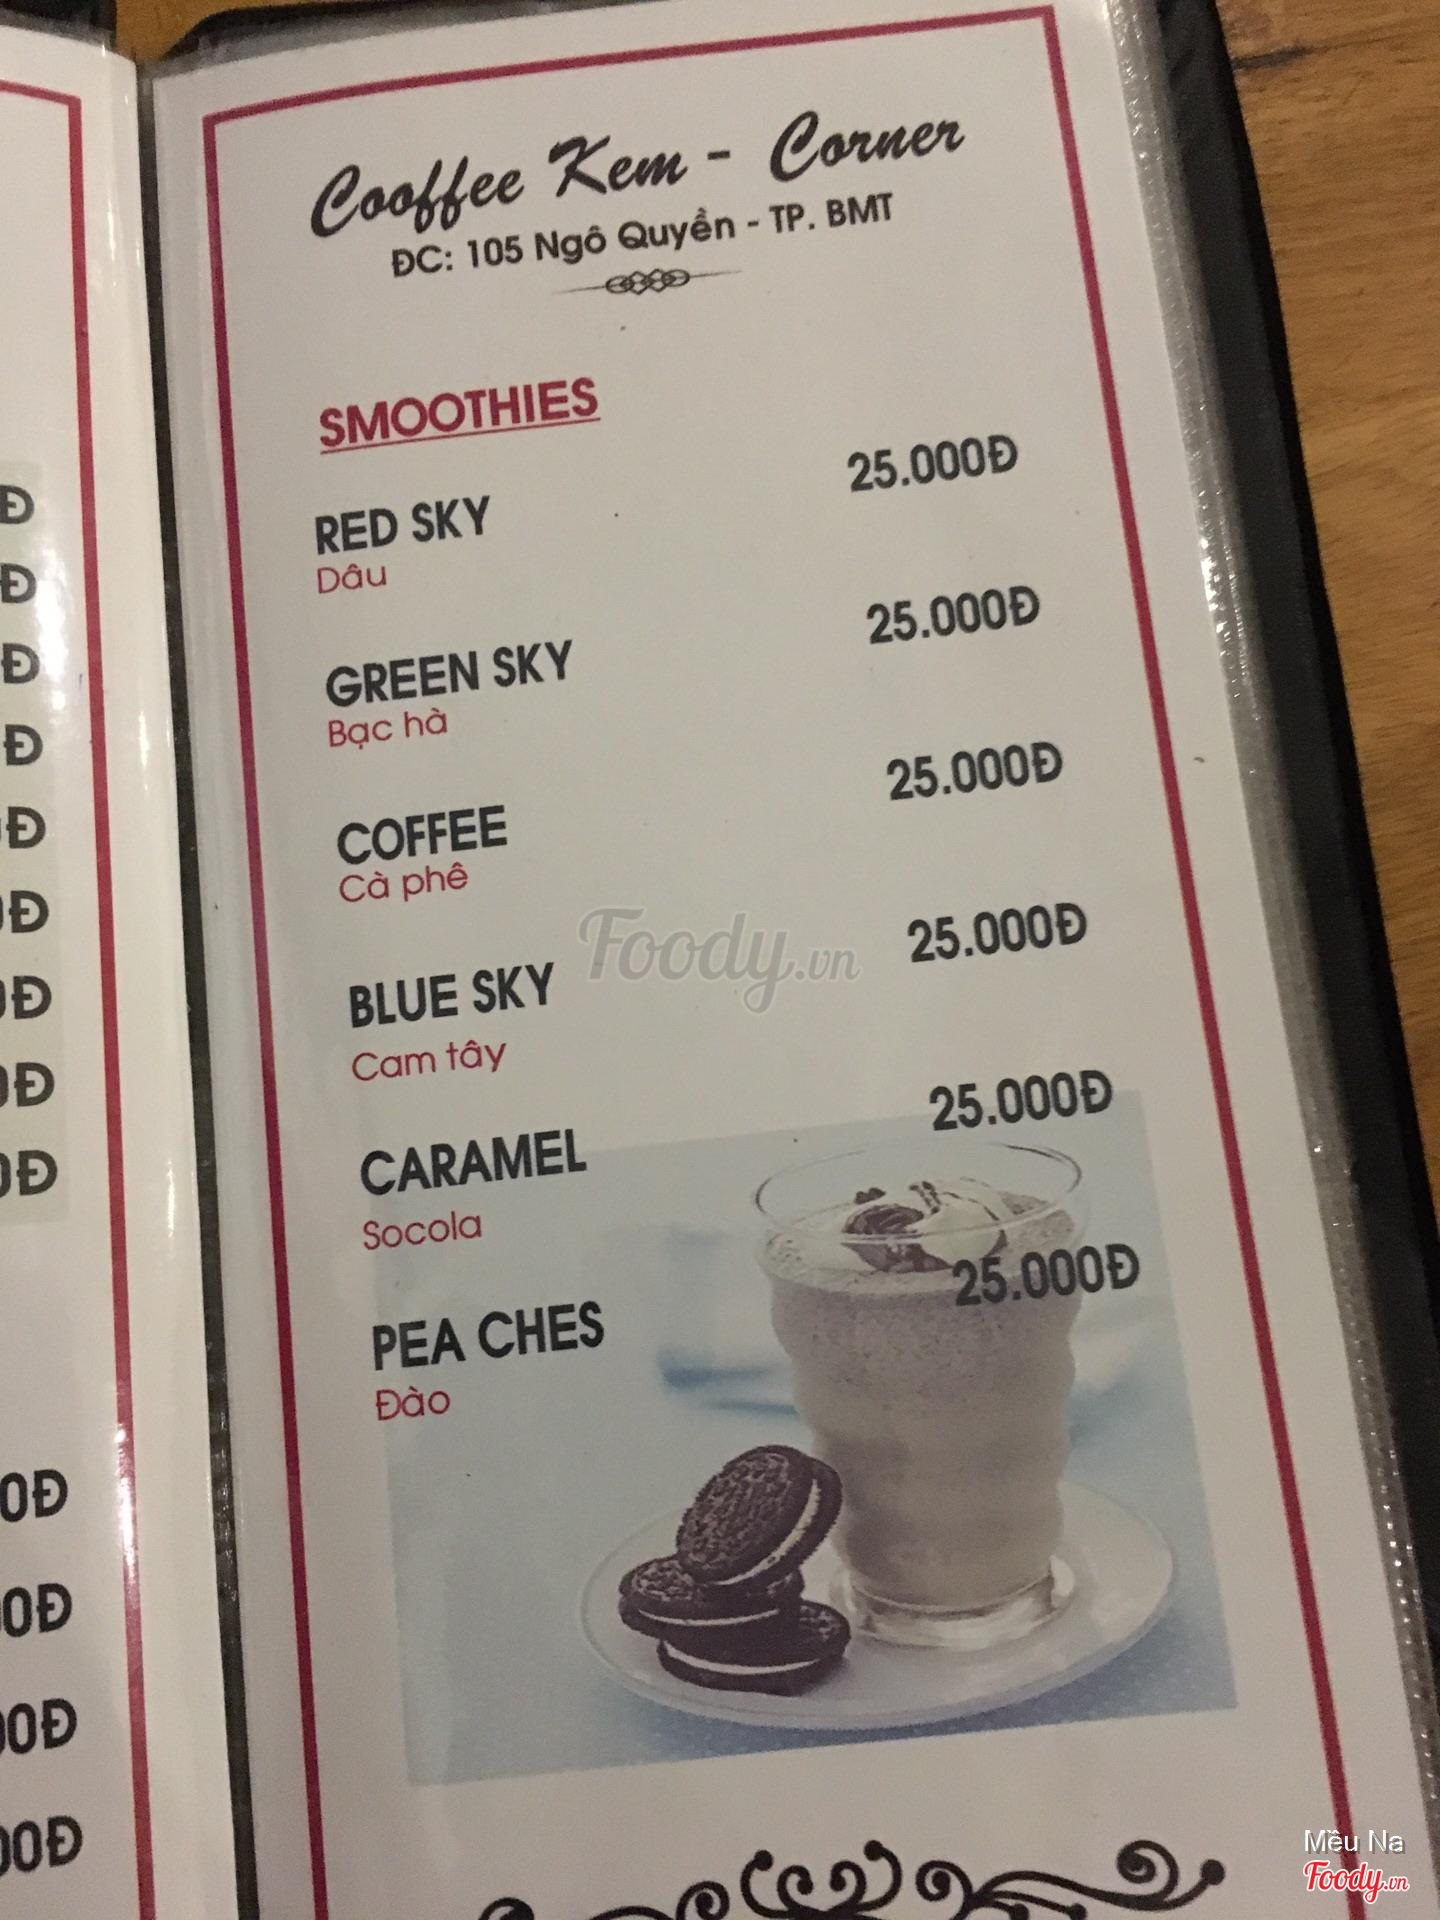 Cooffee Kem - Corner
ĐC: 105 Ngô Quyền - TP. BMT
SMOOTHIES
RED SKY 25.000Đ
Dâu
GREEN SKY 25.000Đ
Bạc hà
COFFEE 25.000Đ
Cà phê
BLUE SKY 25.000Đ
Cam tây
CARAMEL 25.000Đ
Socola
PEA CHES 25.000Đ
Đào
Foody.vn
Mều Na
Foody.vn